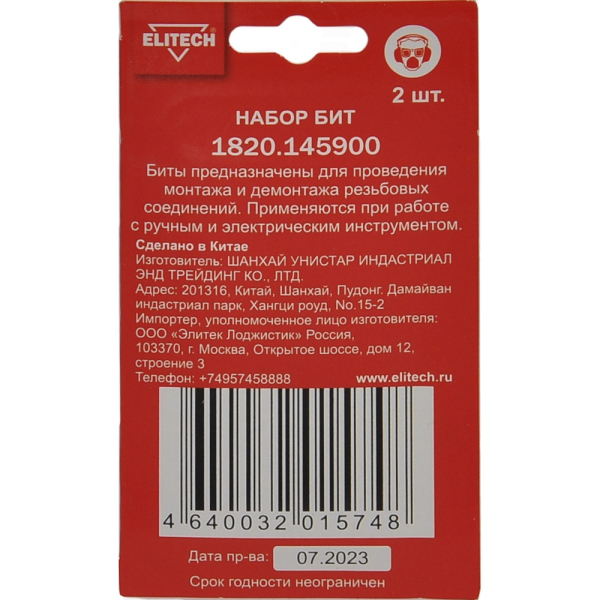 ELITECH
2 шт.
НАБОР БИТ
1820.145900
Биты предназначены для проведения
монтажа и демонтажа резьбовых
соединений. Применяются при работе
с ручным и электрическим инструментом.
Сделано в Китае
Изготовитель: ШАНХАЙ УНИСТАР ИНДАСТРИАЛ
ЭНД ТРЕЙДИНГ КО., ЛТД.
Адрес: 201316, Китай, Шанхай, Пудонг. Дамайван
индастриал парк, Хангци роуд, No.15-2
Импортер, уполномоченное лицо изготовителя:
ООО «Элитек Лоджистик» Россия,
103370, г. Москва, Открытое шоссе, дом 12,
строение 3
Телефон: +74957458888 www.elitech.ru
4 640032 015748
Дата пр-ва: 07.2023
Срок годности неограничен